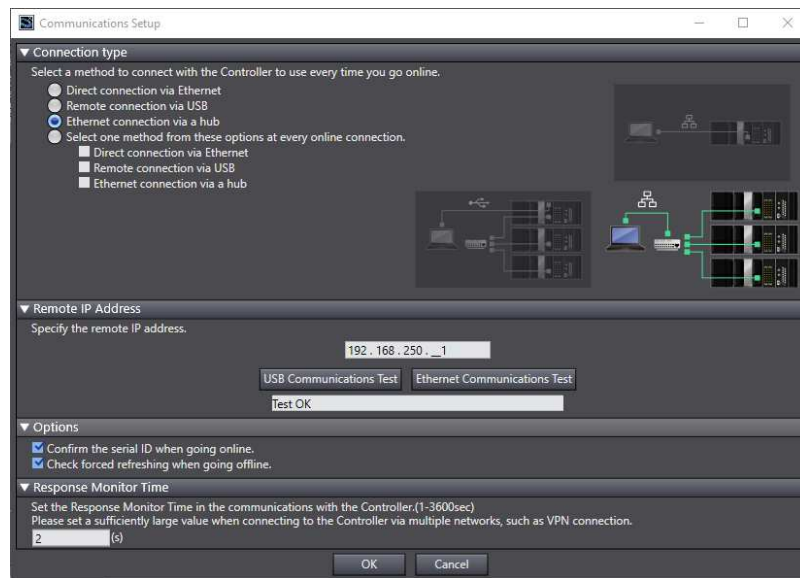 Communications Setup
▼ Connection type
Select a method to connect with the Controller to use every time you go online.
Direct connection via Ethernet
Remote connection via USB
Ethernet connection via a hub
Select one method from these options at every online connection.
Direct connection via Ethernet
Remote connection via USB
Ethernet connection via a hub
▼ Remote IP Address
Specify the remote IP address.
192 . 168 . 250 . __1
USB Communications Test Ethernet Communications Test
Test OK
▼ Options
Confirm the serial ID when going online.
Check forced refreshing when going offline.
▼ Response Monitor Time
Set the Response Monitor Time in the communications with the Controller.(1-3600sec)
Please set a sufficiently large value when connecting to the Controller via multiple networks, such as VPN connection.
2 (s)
OK Cancel